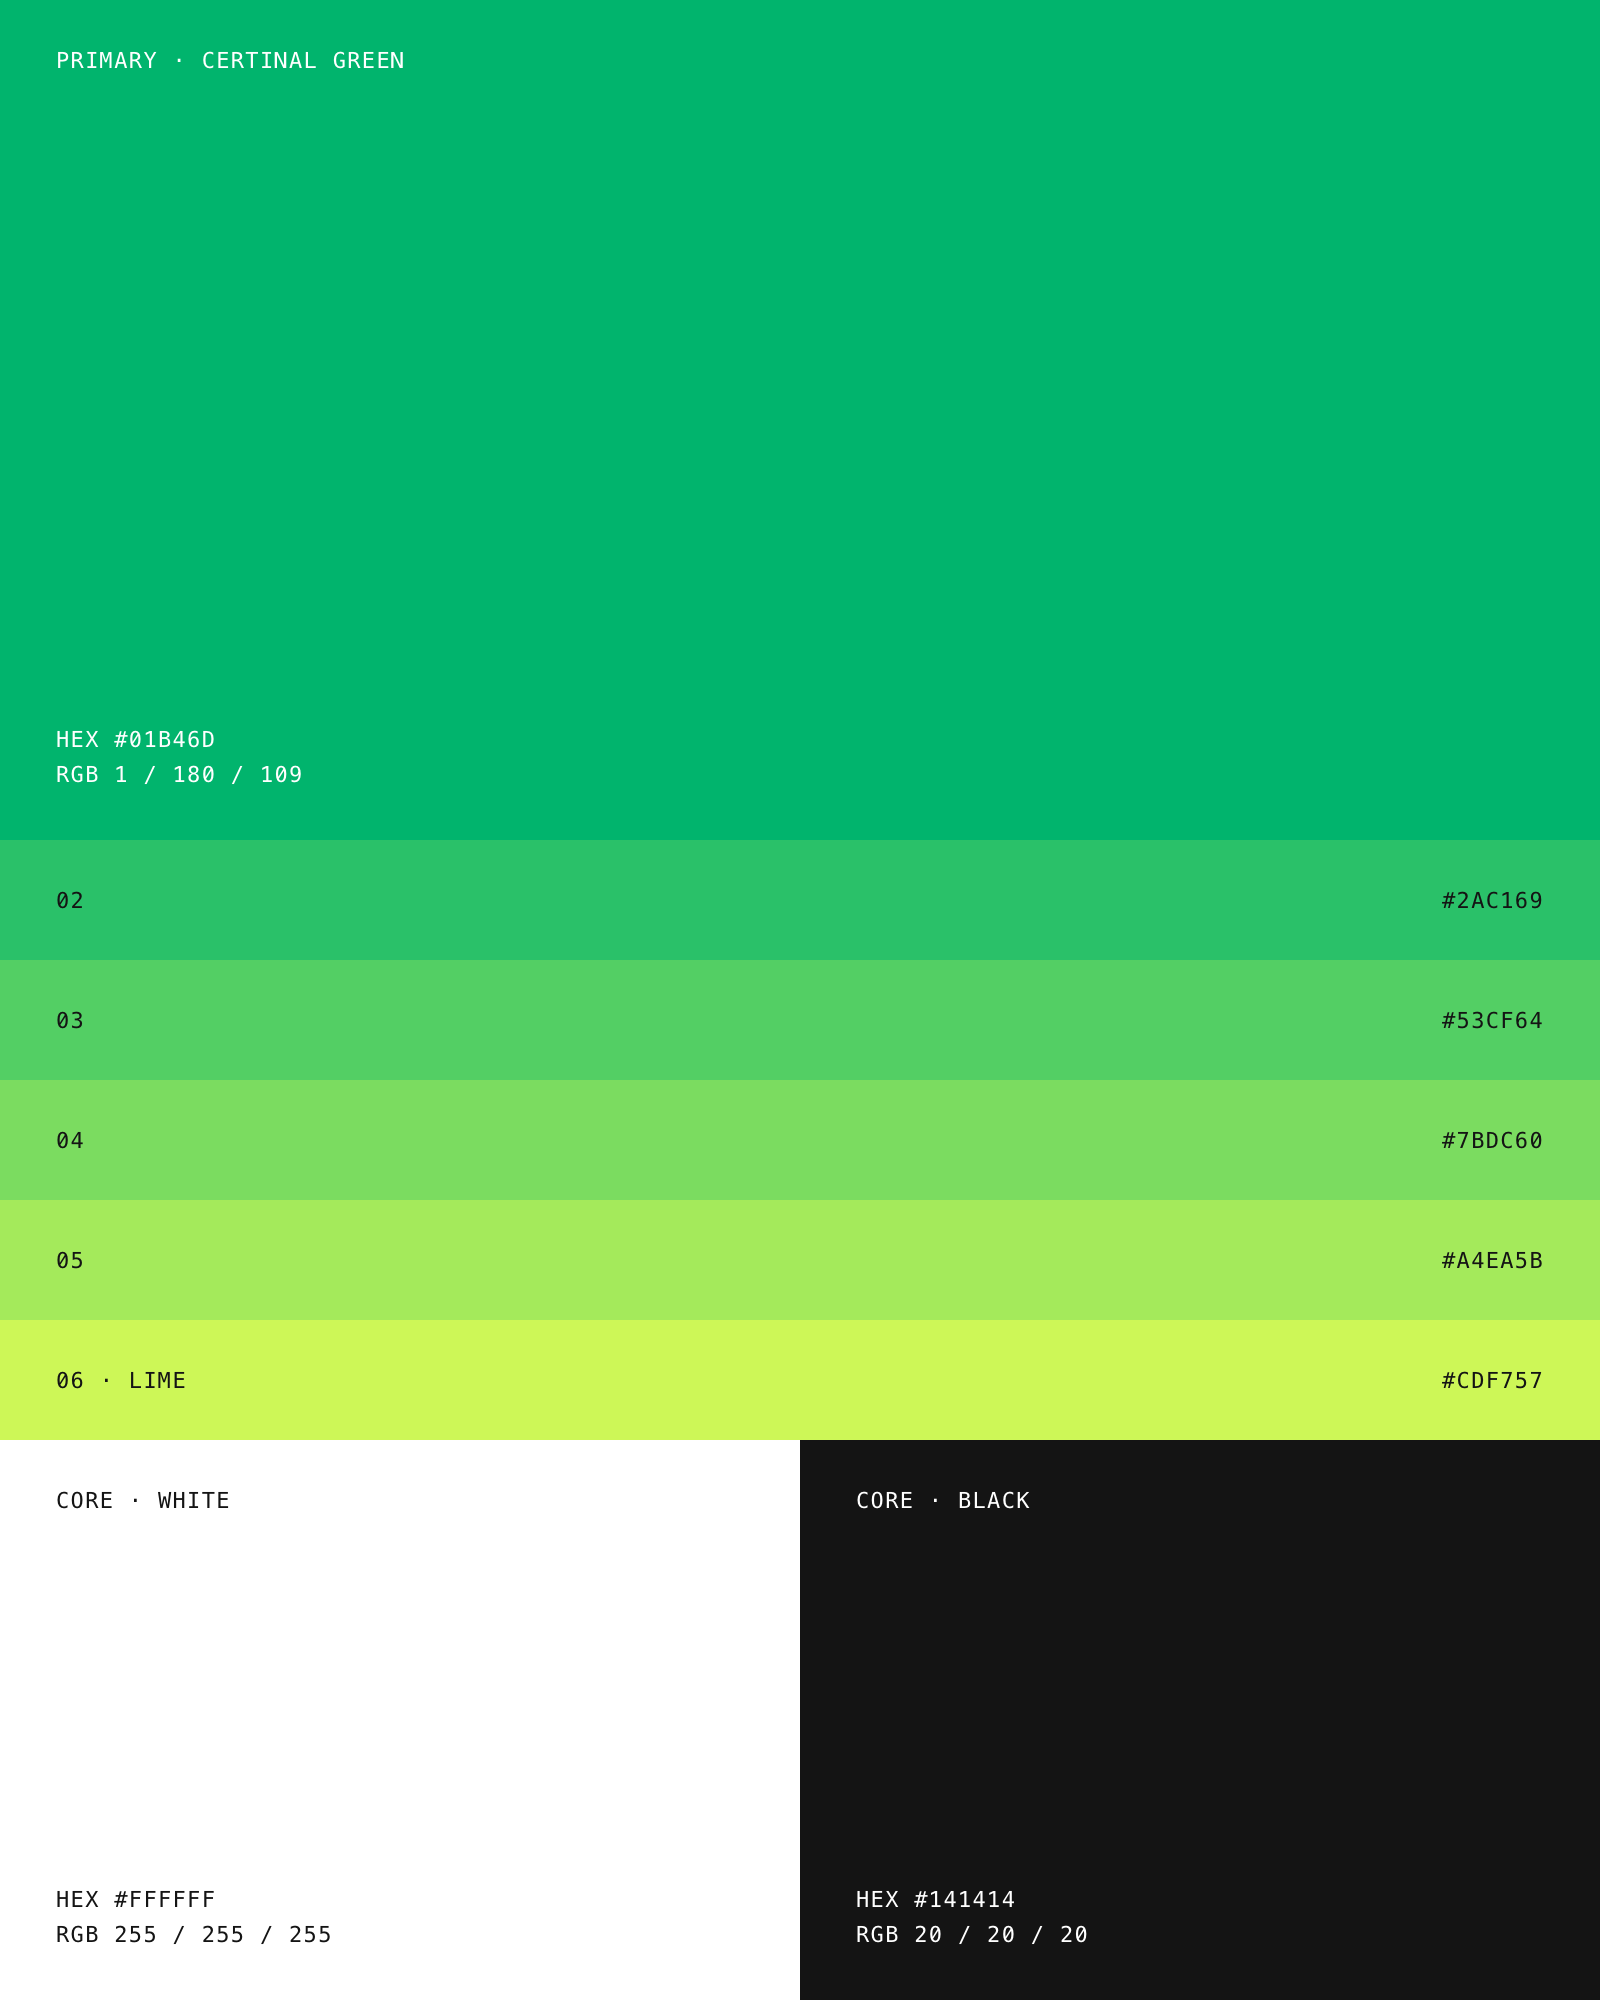 PRIMARY · CERTINAL GREEN
HEX #01B46D
RGB 1 / 180 / 109
02 #2AC169
03 #53CF64
04 #7BDC60
05 #A4EA5B
06 · LIME #CDF757
CORE · WHITE
HEX #FFFFFF
RGB 255 / 255 / 255
CORE · BLACK
HEX #141414
RGB 20 / 20 / 20